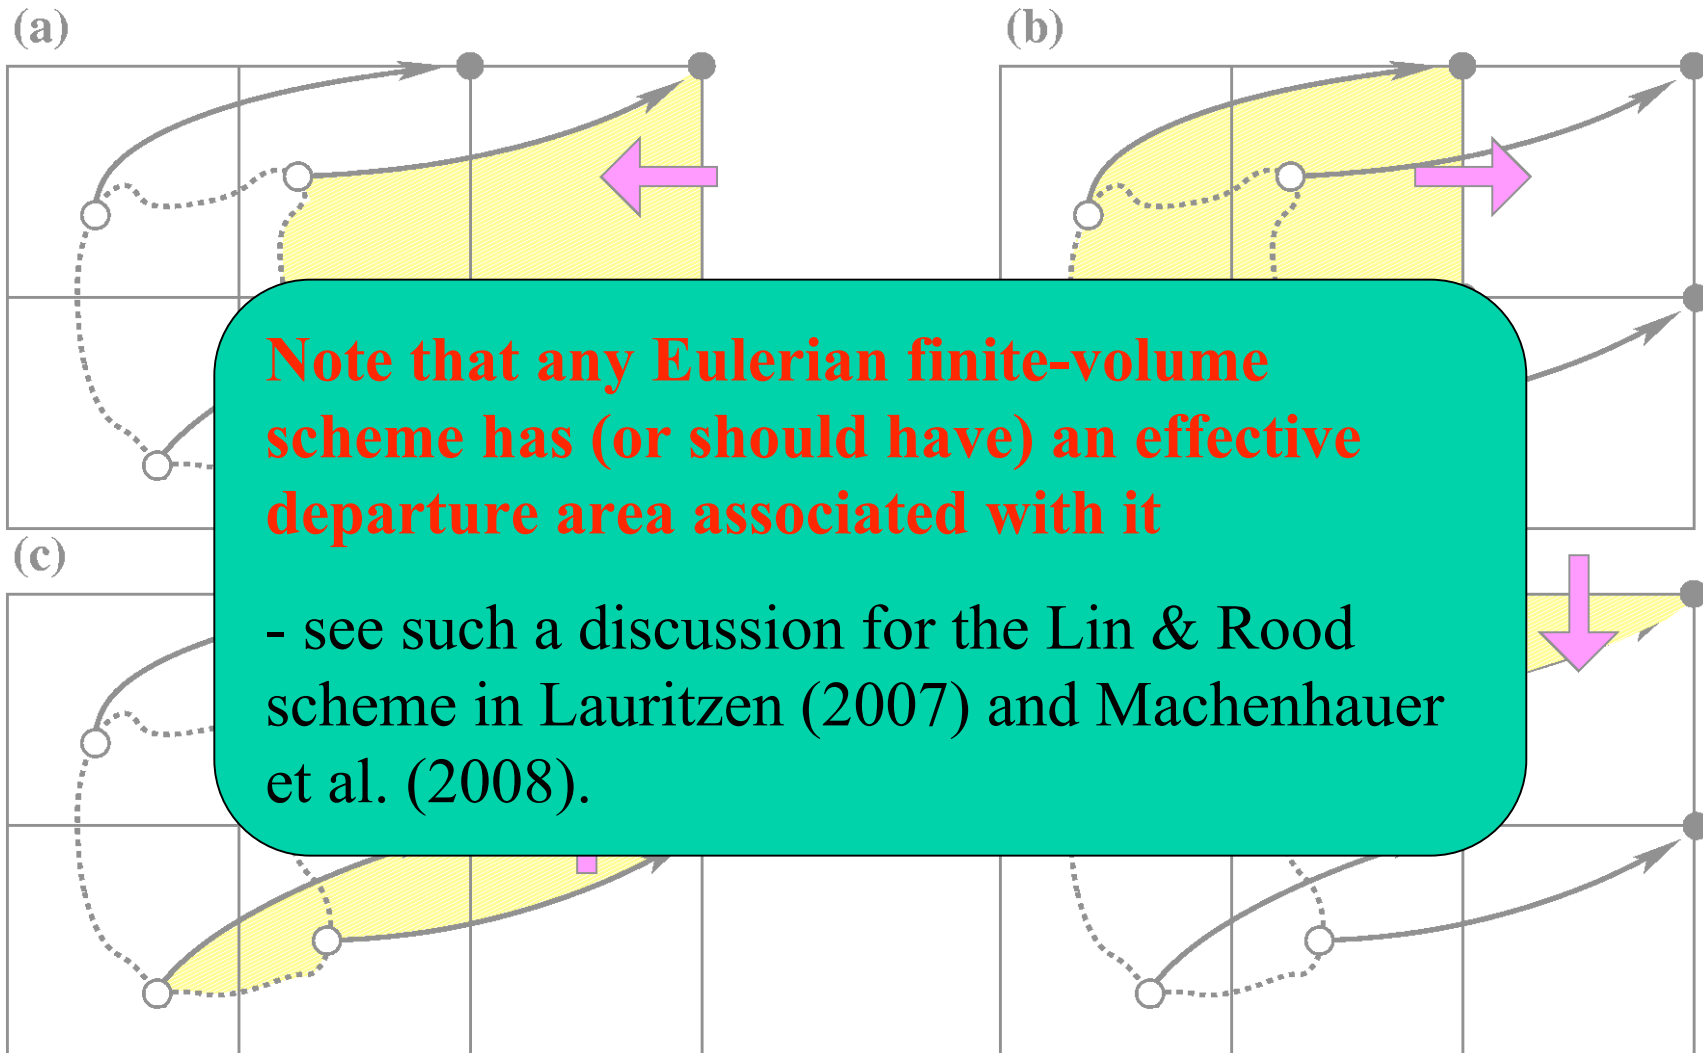 (a)
(b)
Note that any Eulerian finite-volume
scheme has (or should have) an effective
departure area associated with it
- see such a discussion for the Lin & Rood
scheme in Lauritzen (2007) and Machenhauer
et al. (2008).
(c)